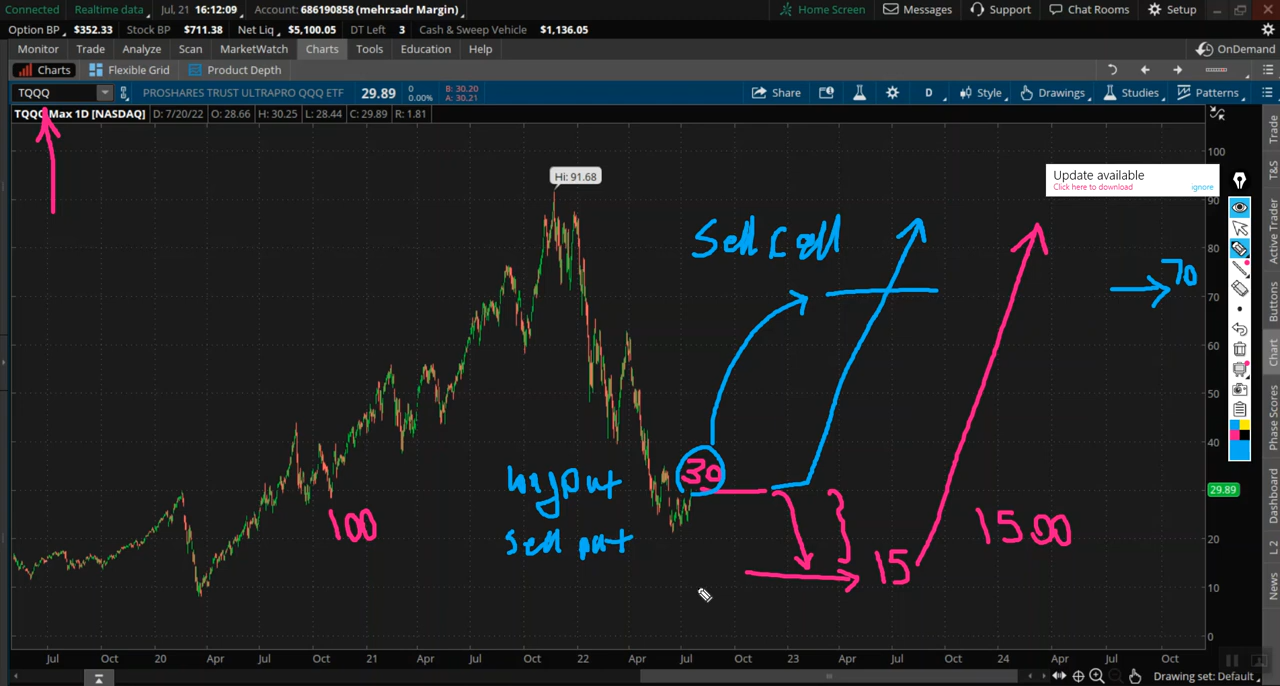 Connected Realtime data Jul, 21 16:12:09 Account: 686190858 (mehrsadr Margin) Home Screen Messages Support Chat Rooms Setup
Option BP $352.33 Stock BP $711.38 Net Liq $5,100.05 DT Left 3 Cash & Sweep Vehicle $1,136.05
Monitor Trade Analyze Scan MarketWatch Charts Tools Education Help OnDemand
Charts Flexible Grid Product Depth
TQQQ PROSHARES TRUST ULTRAPRO QQQ ETF 29.89 0 0.00% B: 30.20 A: 30.21 Share D Style Drawings Studies Patterns
TQQQ Max 1D [NASDAQ] D: 7/20/22 O: 28.66 H: 30.25 L: 28.44 C: 29.89 R: 1.81
Hi: 91.68
Update available
Click here to download ignore
Sell call
70
30
buy put
sell put
100
15
1500
100
90
80
70
60
50
40
29.89
20
10
0
Jul Oct 20 Apr Jul Oct 21 Apr Jul Oct 22 Apr Jul Oct 23 Apr Jul Oct 24 Apr Jul Oct
Drawing set: Default
Trade
T&S
Active Trader
Buttons
Chart
Phase Scores
Dashboard
L 2
News